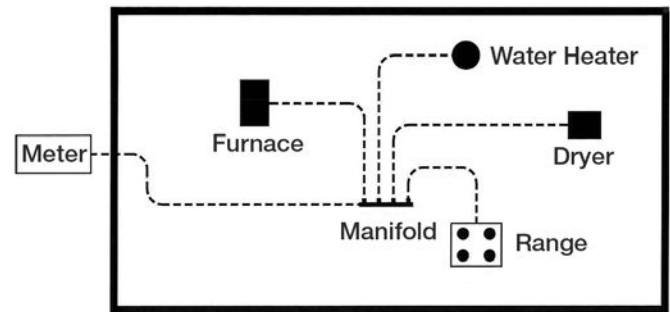 Water Heater
Furnace
Dryer
Meter
Manifold
Range